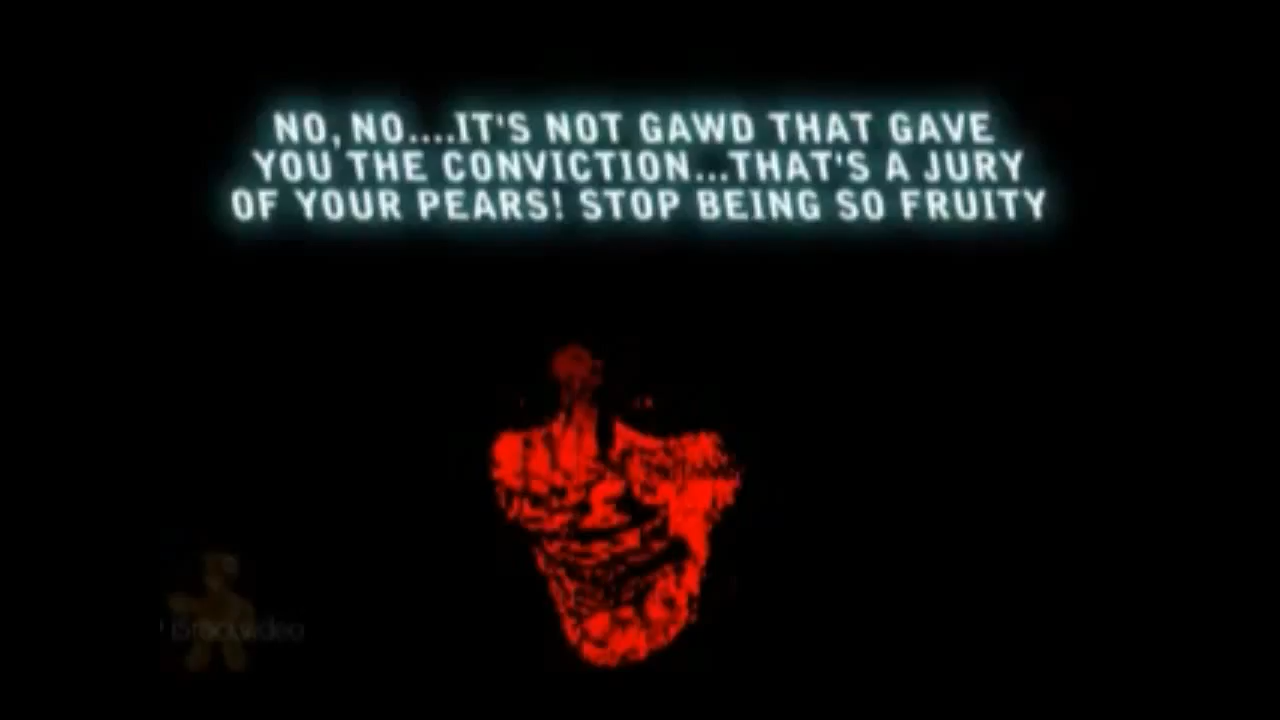 NO, NO....IT'S NOT GAWD THAT GAVE
YOU THE CONVICTION...THAT'S A JURY
OF YOUR PEARS! STOP BEING SO FRUITY
iStockvideo